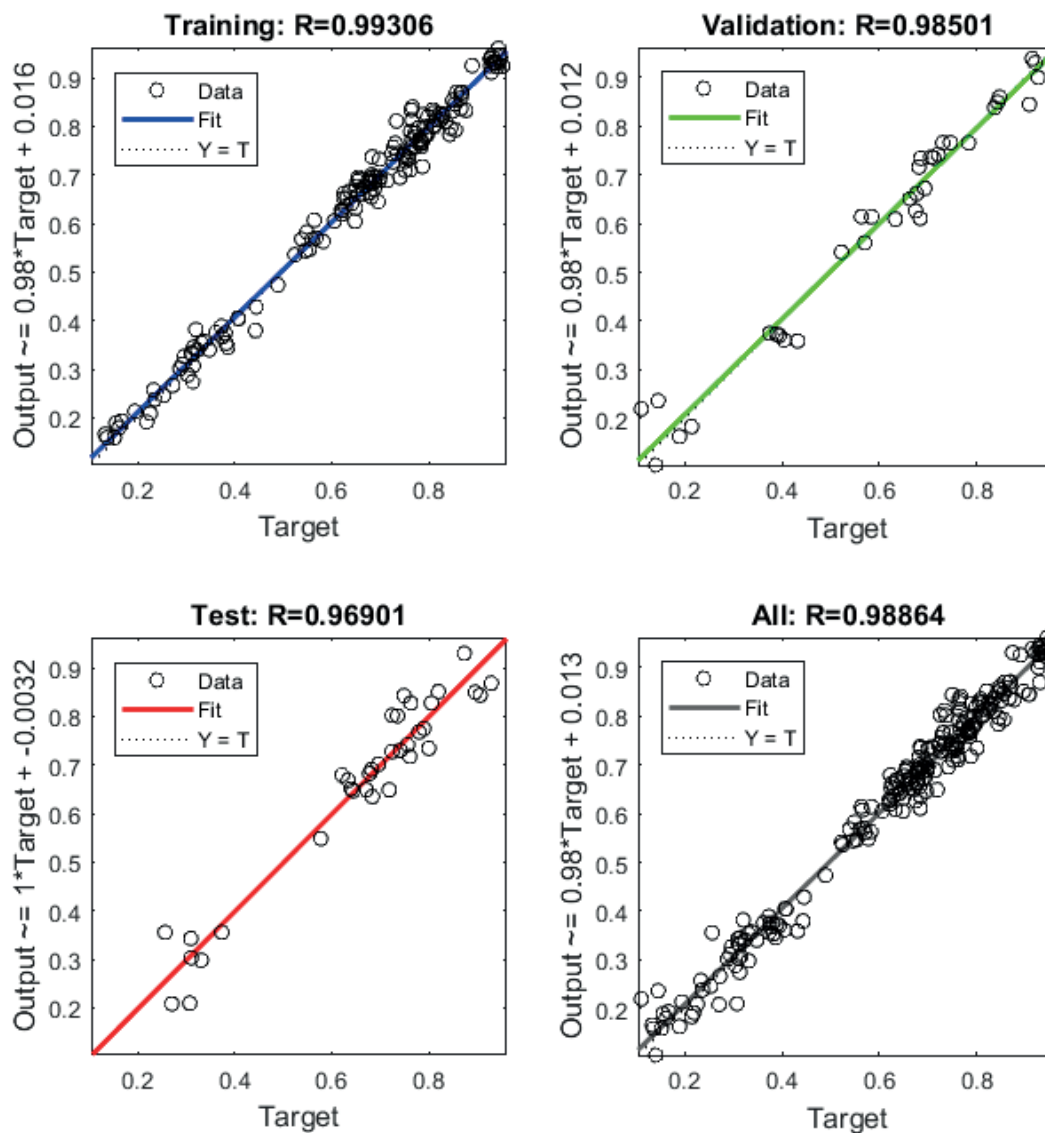 Training: R=0.99306
Output ~= 0.98*Target + 0.016
0.9
0.8
0.7
0.6
0.5
0.4
0.3
0.2
Data
Fit
Y = T
0.2 0.4 0.6 0.8
Target
Validation: R=0.98501
Output ~= 0.98*Target + 0.012
0.9
0.8
0.7
0.6
0.5
0.4
0.3
0.2
Data
Fit
Y = T
0.2 0.4 0.6 0.8
Target
Test: R=0.96901
Output ~= 1*Target + -0.0032
0.9
0.8
0.7
0.6
0.5
0.4
0.3
0.2
Data
Fit
Y = T
0.2 0.4 0.6 0.8
Target
All: R=0.98864
Output ~= 0.98*Target + 0.013
0.9
0.8
0.7
0.6
0.5
0.4
0.3
0.2
Data
Fit
Y = T
0.2 0.4 0.6 0.8
Target